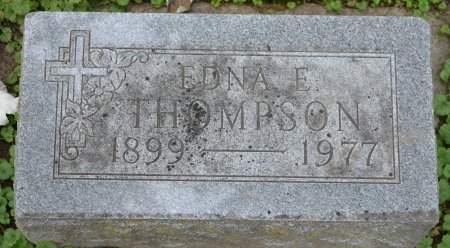 EDNA E.
THOMPSON
1899 — 1977